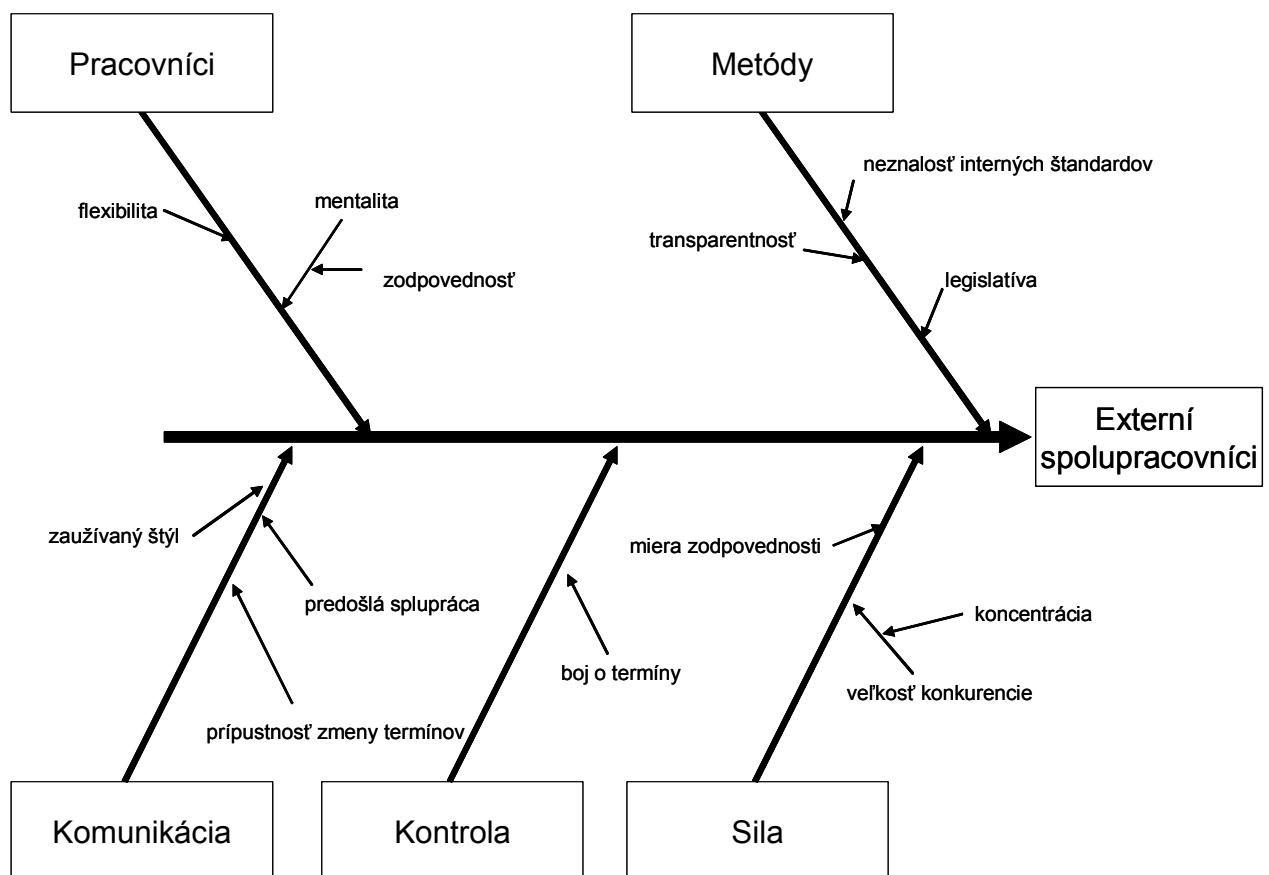 Pracovníci
Metódy
neznalosť interných štandardov
mentalita
flexibilita
transparentnosť
zodpovednosť
legislatíva
Externí
spolupracovníci
zaužívaný štýl
miera zodpovednosti
predošlá splupráca
koncentrácia
boj o termíny
veľkosť konkurencie
prípustnosť zmeny termínov
Komunikácia
Kontrola
Sila